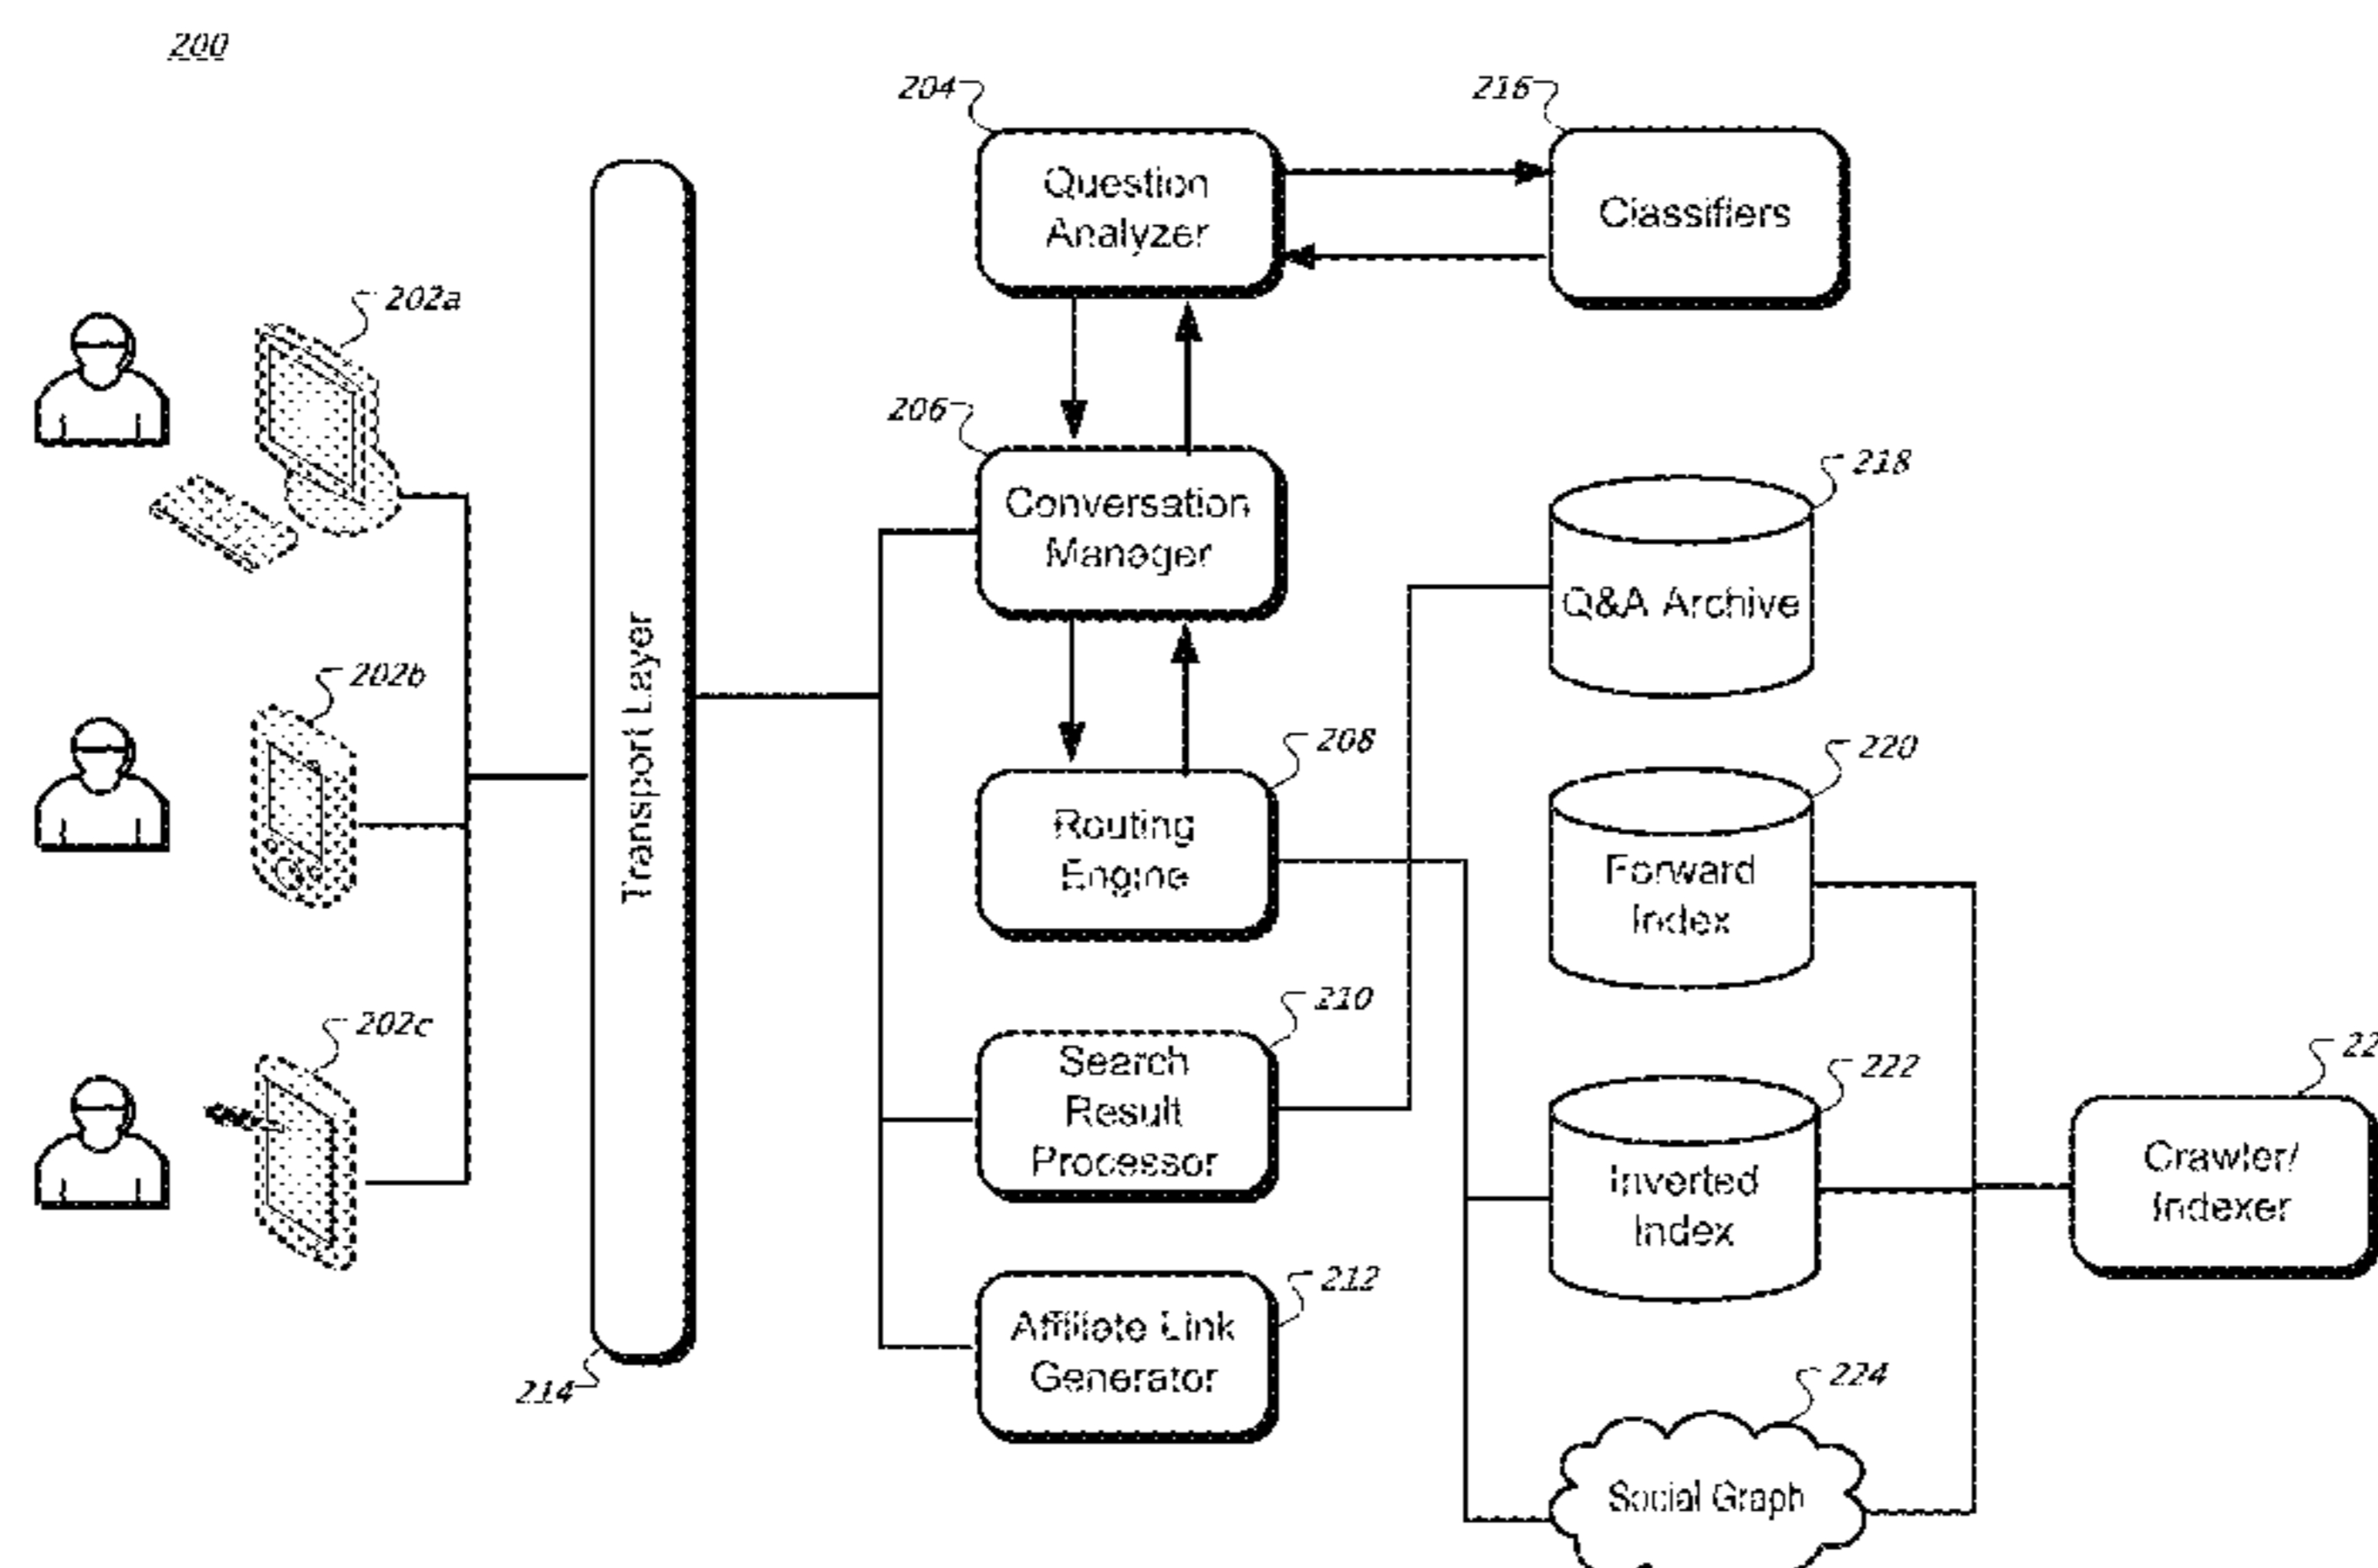 200
204
216
Question
Analyzer
Classifiers
202a
206
Conversation
Manager
218
Q&A Archive
202b
Transport Layer
208
Routing
Engine
220
Forward
Index
202c
210
Search
Result
Processor
222
Inverted
Index
22
Crawler/
Indexer
212
Affiliate Link
Generator
214
224
Social Graph